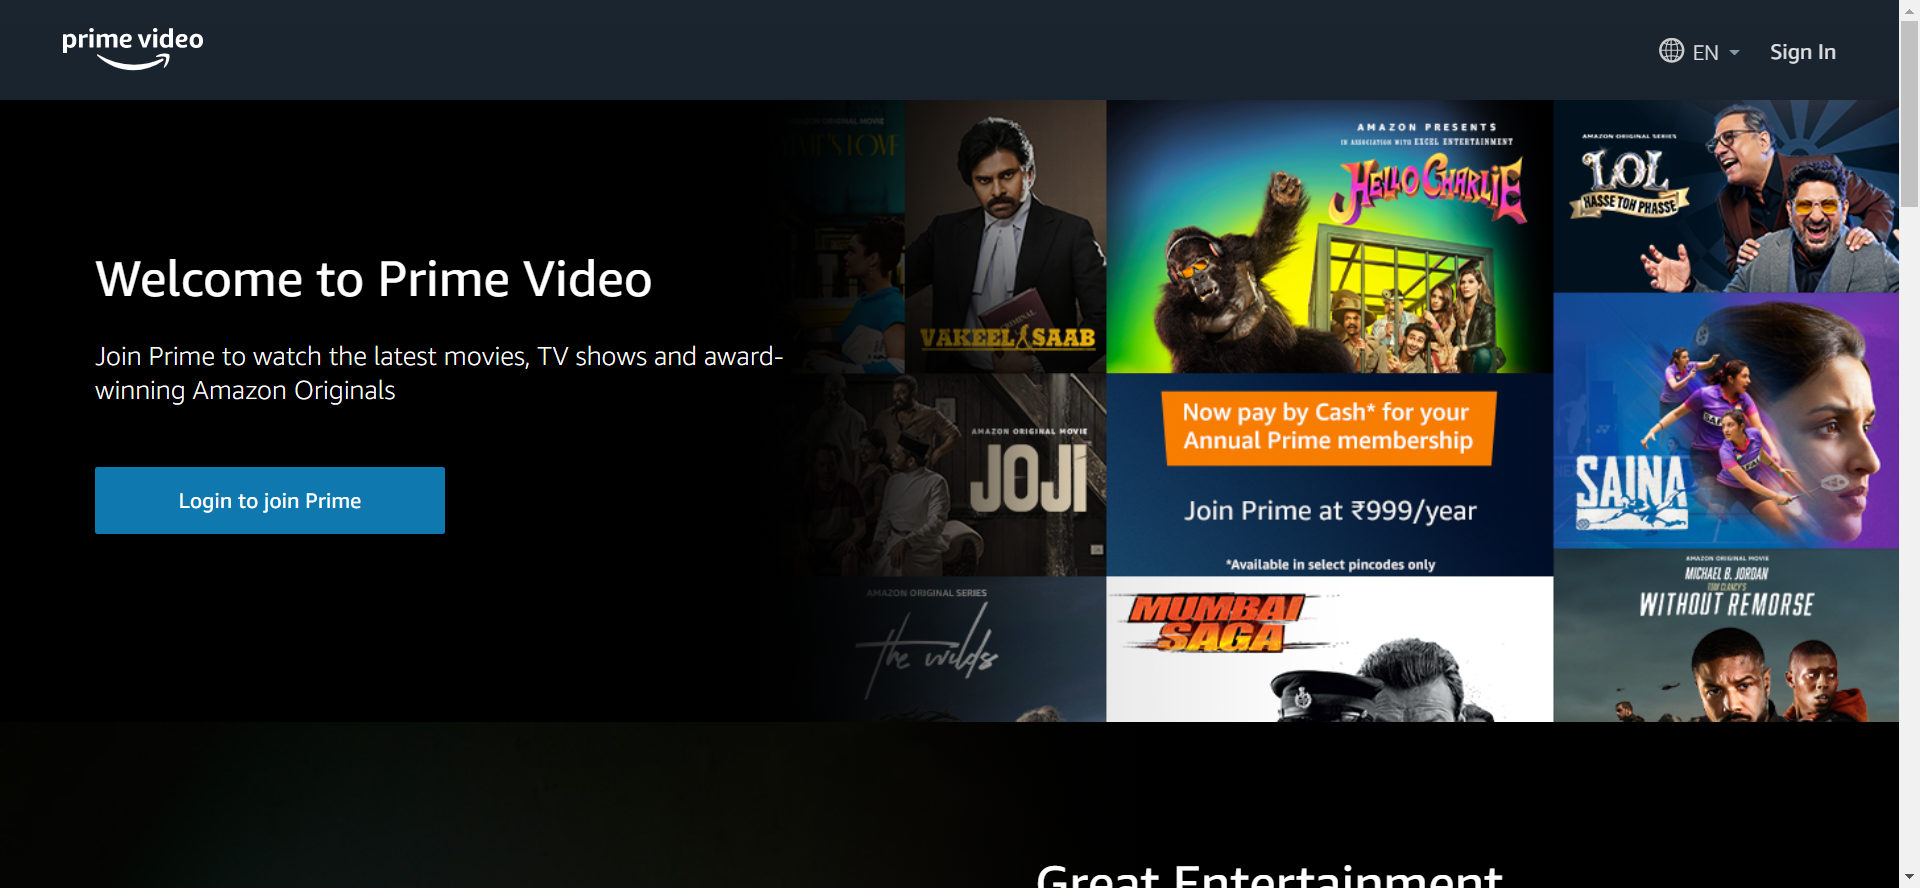 prime video
EN
Sign In
Welcome to Prime Video
Join Prime to watch the latest movies, TV shows and award-
winning Amazon Originals
Login to join Prime
ORIGINAL MOVIE
LOVE
CRIMINAL
VAKEEL SAAB
AMAZON PRESENTS
IN ASSOCIATION WITH EXCEL ENTERTAINMENT
HELLO CHARLIE
AMAZON ORIGINAL SERIES
LOL
HASSE TOH PHASSE
AMAZON ORIGINAL MOVIE
JOJI
Now pay by Cash* for your
Annual Prime membership
Join Prime at ₹999/year
*Available in select pincodes only
SAINA
AMAZON ORIGINAL SERIES
the wilds
MUMBAI
SAGA
AMAZON ORIGINAL MOVIE
MICHAEL B. JORDAN
TOM CLANCY'S
WITHOUT REMORSE
Great Entertainment